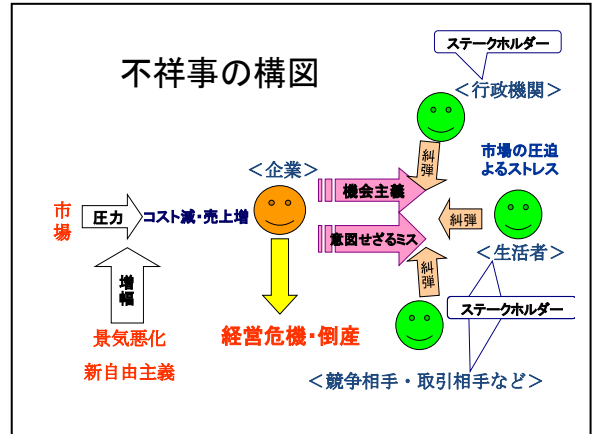 不祥事の構図
ステークホルダー
＜行政機関＞
糾弾
市場の圧迫
よるストレス
＜企業＞
機会主義
市場
圧力
コスト減・売上増
意図せざるミス
糾弾
＜生活者＞
増幅
糾弾
ステークホルダー
景気悪化
新自由主義
経営危機・倒産
＜競争相手・取引相手など＞